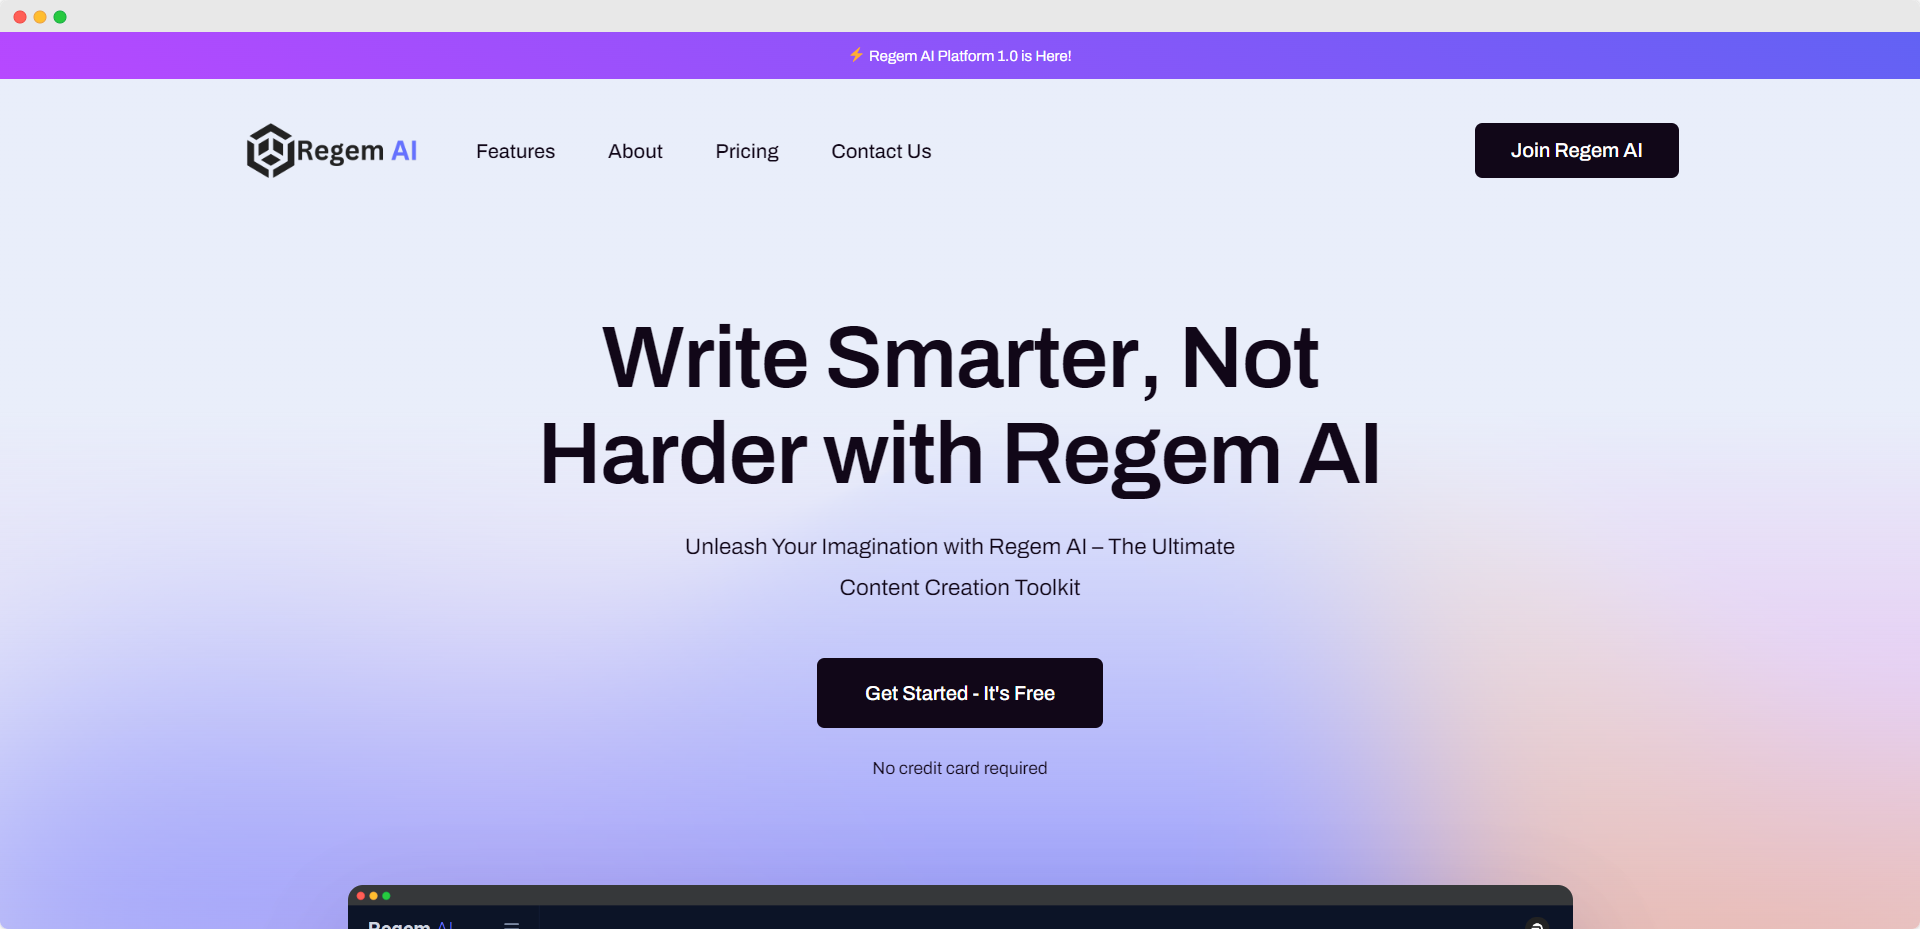 ⚡ Regem AI Platform 1.0 is Here!
Regem AI
Features
About
Pricing
Contact Us
Join Regem AI
Write Smarter, Not
Harder with Regem AI
Unleash Your Imagination with Regem AI – The Ultimate
Content Creation Toolkit
Get Started - It's Free
No credit card required
Regem AI